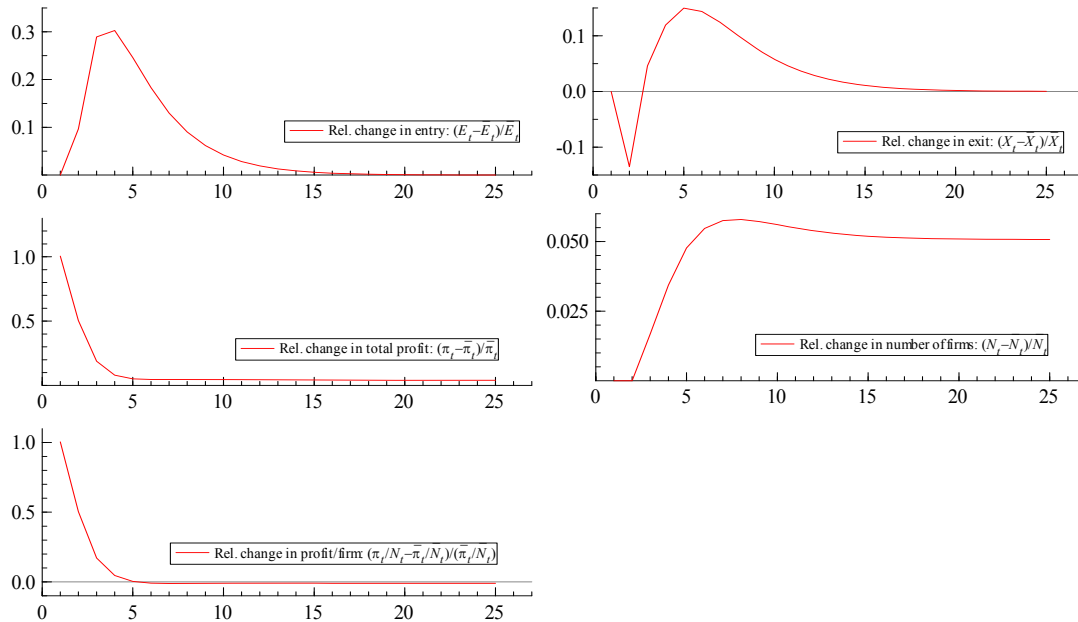 0.3
0.2
0.1
Rel. change in entry: (E_t−E̅_t)/E̅_t
0 5 10 15 20 25
0.1
0.0
-0.1
Rel. change in exit: (X_t−X̅_t)/X̅_t
0 5 10 15 20 25
1.0
0.5
Rel. change in total profit: (π_t−π̅_t)/π̅_t
0 5 10 15 20 25
0.050
0.025
Rel. change in number of firms: (N_t−N̅_t)/N̅_t
0 5 10 15 20 25
1.0
0.5
0.0
Rel. change in profit/firm: (π_t/N_t−π̅_t/N̅_t)/(π̅_t/N̅_t)
0 5 10 15 20 25